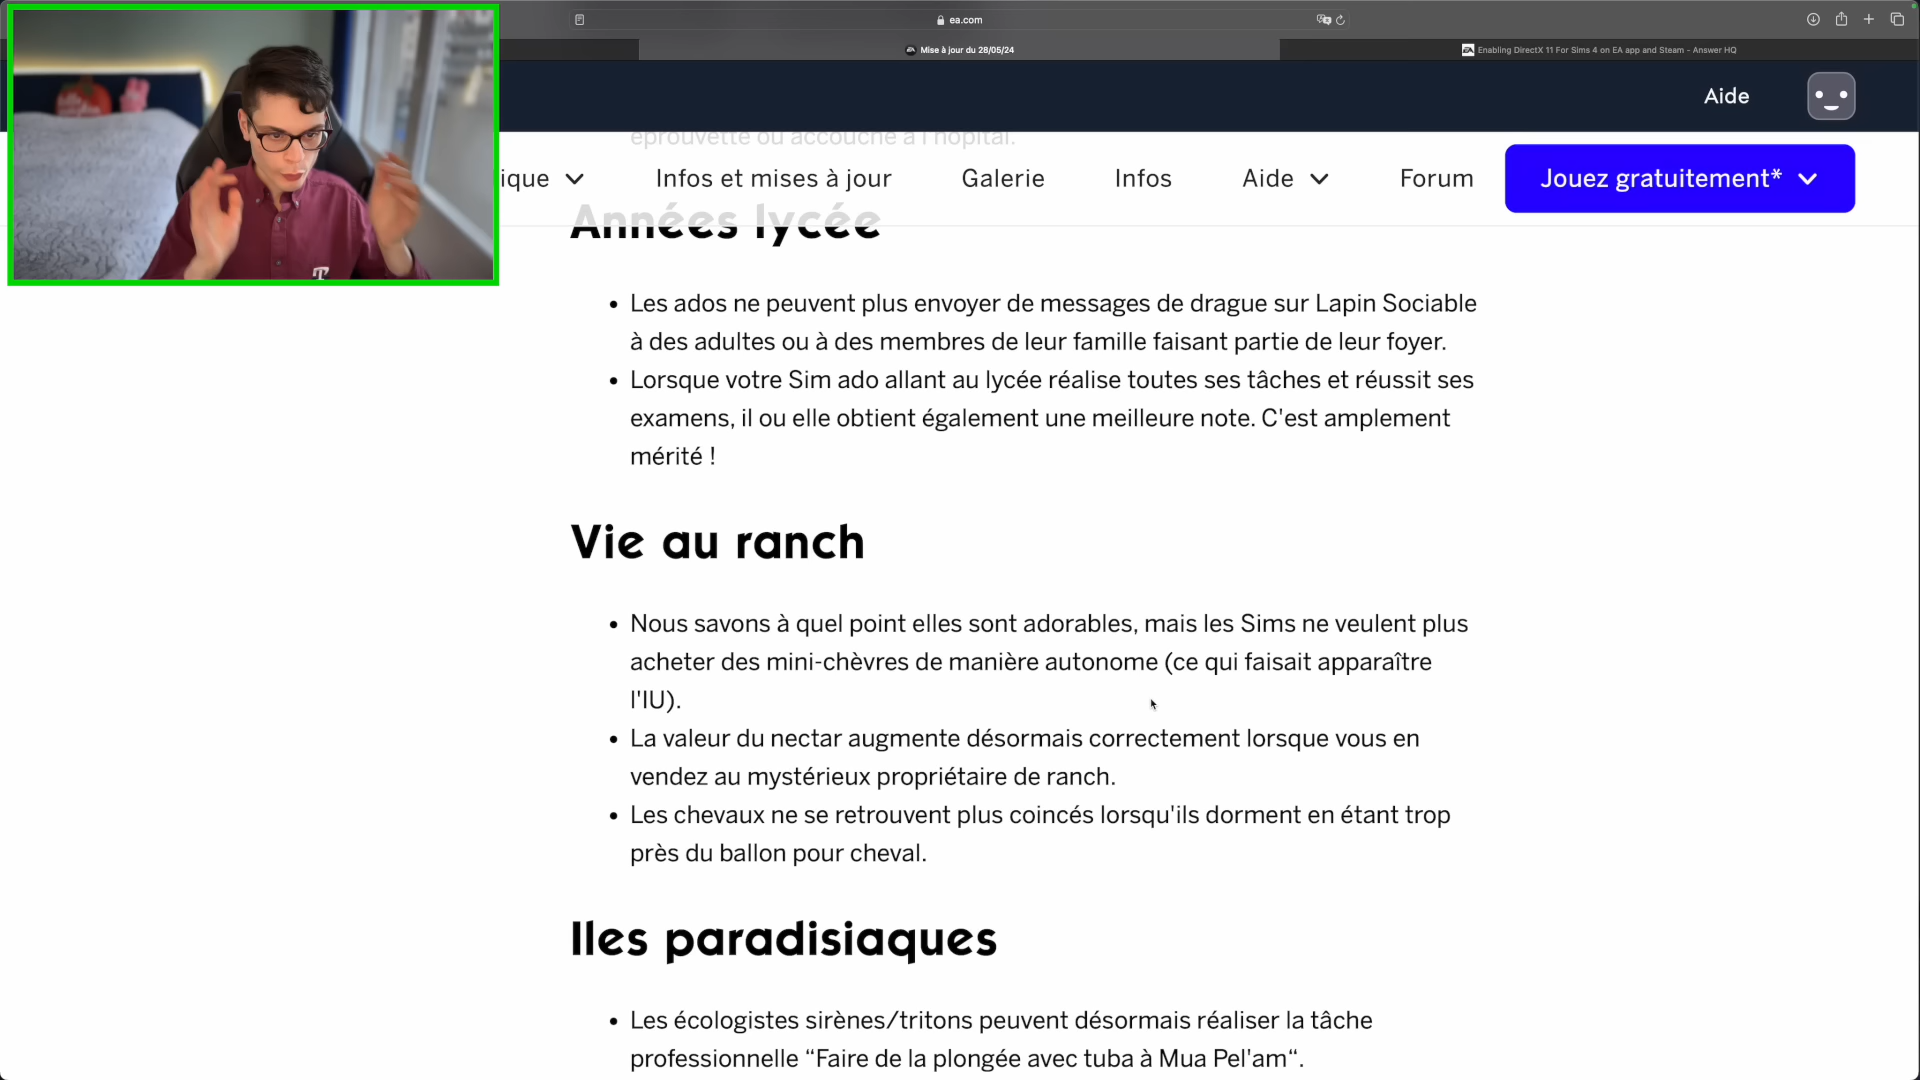 ea.com
Mise à jour du 28/05/24
Enabling DirectX 11 For Sims 4 on EA app and Steam - Answer HQ
Aide
éprouvette ou accouche à l'hôpital.
ique
Infos et mises à jour
Galerie
Infos
Aide
Forum
Jouez gratuitement*
Années lycée
• Les ados ne peuvent plus envoyer de messages de drague sur Lapin Sociable
à des adultes ou à des membres de leur famille faisant partie de leur foyer.
• Lorsque votre Sim ado allant au lycée réalise toutes ses tâches et réussit ses
examens, il ou elle obtient également une meilleure note. C'est amplement
mérité !
Vie au ranch
• Nous savons à quel point elles sont adorables, mais les Sims ne veulent plus
acheter des mini-chèvres de manière autonome (ce qui faisait apparaître
l'IU).
• La valeur du nectar augmente désormais correctement lorsque vous en
vendez au mystérieux propriétaire de ranch.
• Les chevaux ne se retrouvent plus coincés lorsqu'ils dorment en étant trop
près du ballon pour cheval.
Iles paradisiaques
• Les écologistes sirènes/tritons peuvent désormais réaliser la tâche
professionnelle “Faire de la plongée avec tuba à Mua Pel'am“.